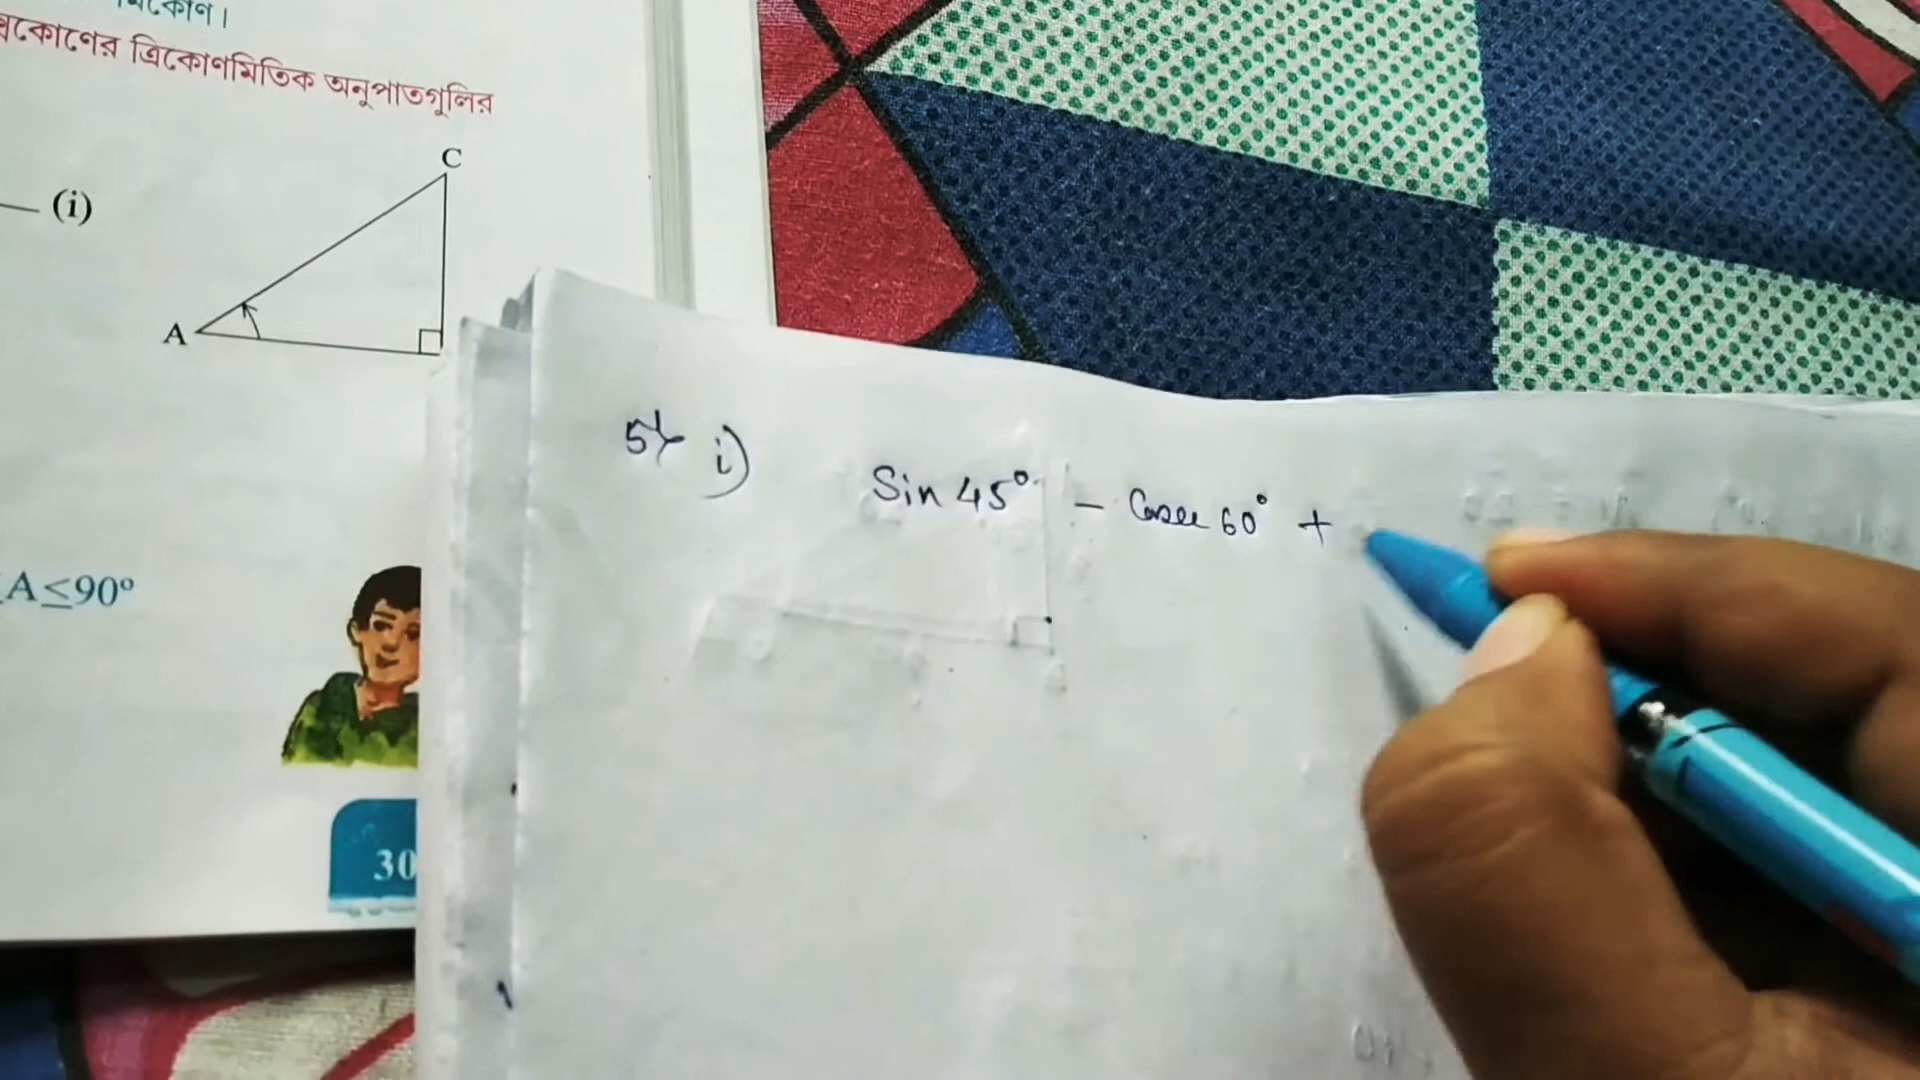 ত্রিকোণমিতিক অনুপাতগুলির
C
(i)
A
A≤90°
30
5) i) Sin 45° - Cosec 60° +